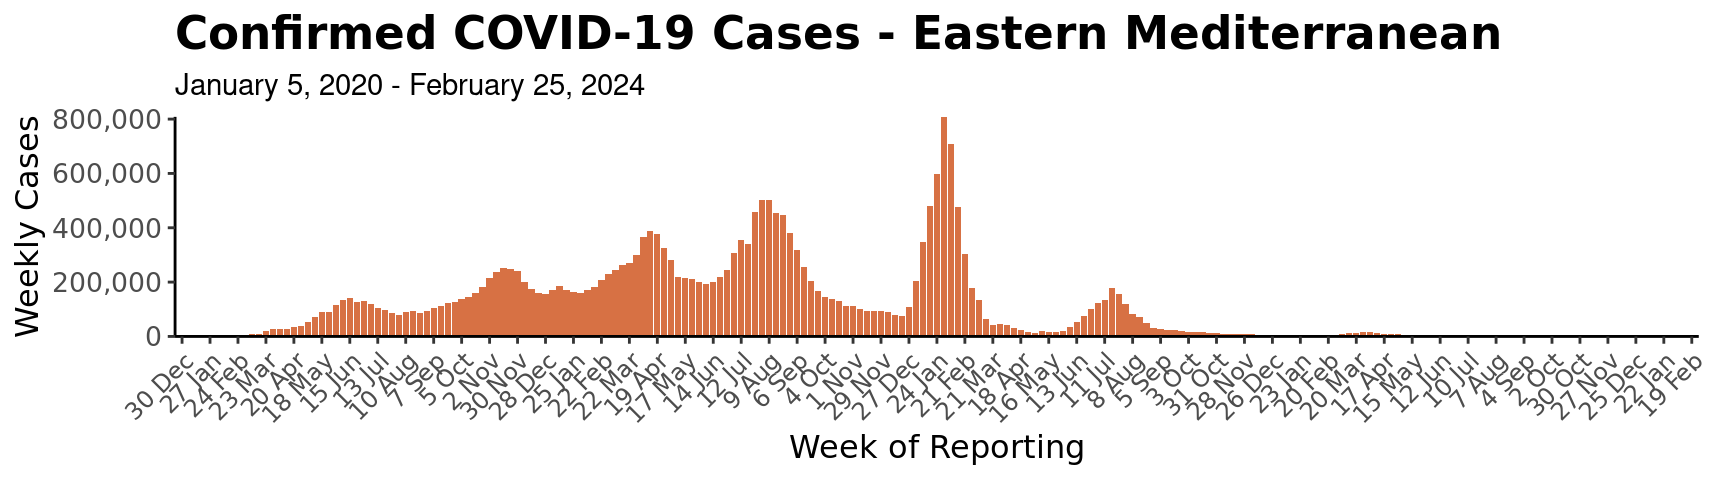 Confirmed COVID-19 Cases - Eastern Mediterranean
January 5, 2020 - February 25, 2024
Weekly Cases
800,000
600,000
400,000
200,000
0
30 Dec
27 Jan
24 Feb
23 Mar
20 Apr
18 May
15 Jun
13 Jul
10 Aug
7 Sep
5 Oct
2 Nov
30 Nov
28 Dec
25 Jan
22 Feb
22 Mar
19 Apr
17 May
14 Jun
12 Jul
9 Aug
6 Sep
4 Oct
1 Nov
29 Nov
27 Dec
24 Jan
21 Feb
21 Mar
18 Apr
16 May
13 Jun
11 Jul
8 Aug
5 Sep
3 Oct
31 Oct
28 Nov
26 Dec
23 Jan
20 Feb
20 Mar
17 Apr
15 May
12 Jun
10 Jul
7 Aug
4 Sep
2 Oct
30 Oct
27 Nov
25 Dec
22 Jan
19 Feb
Week of Reporting